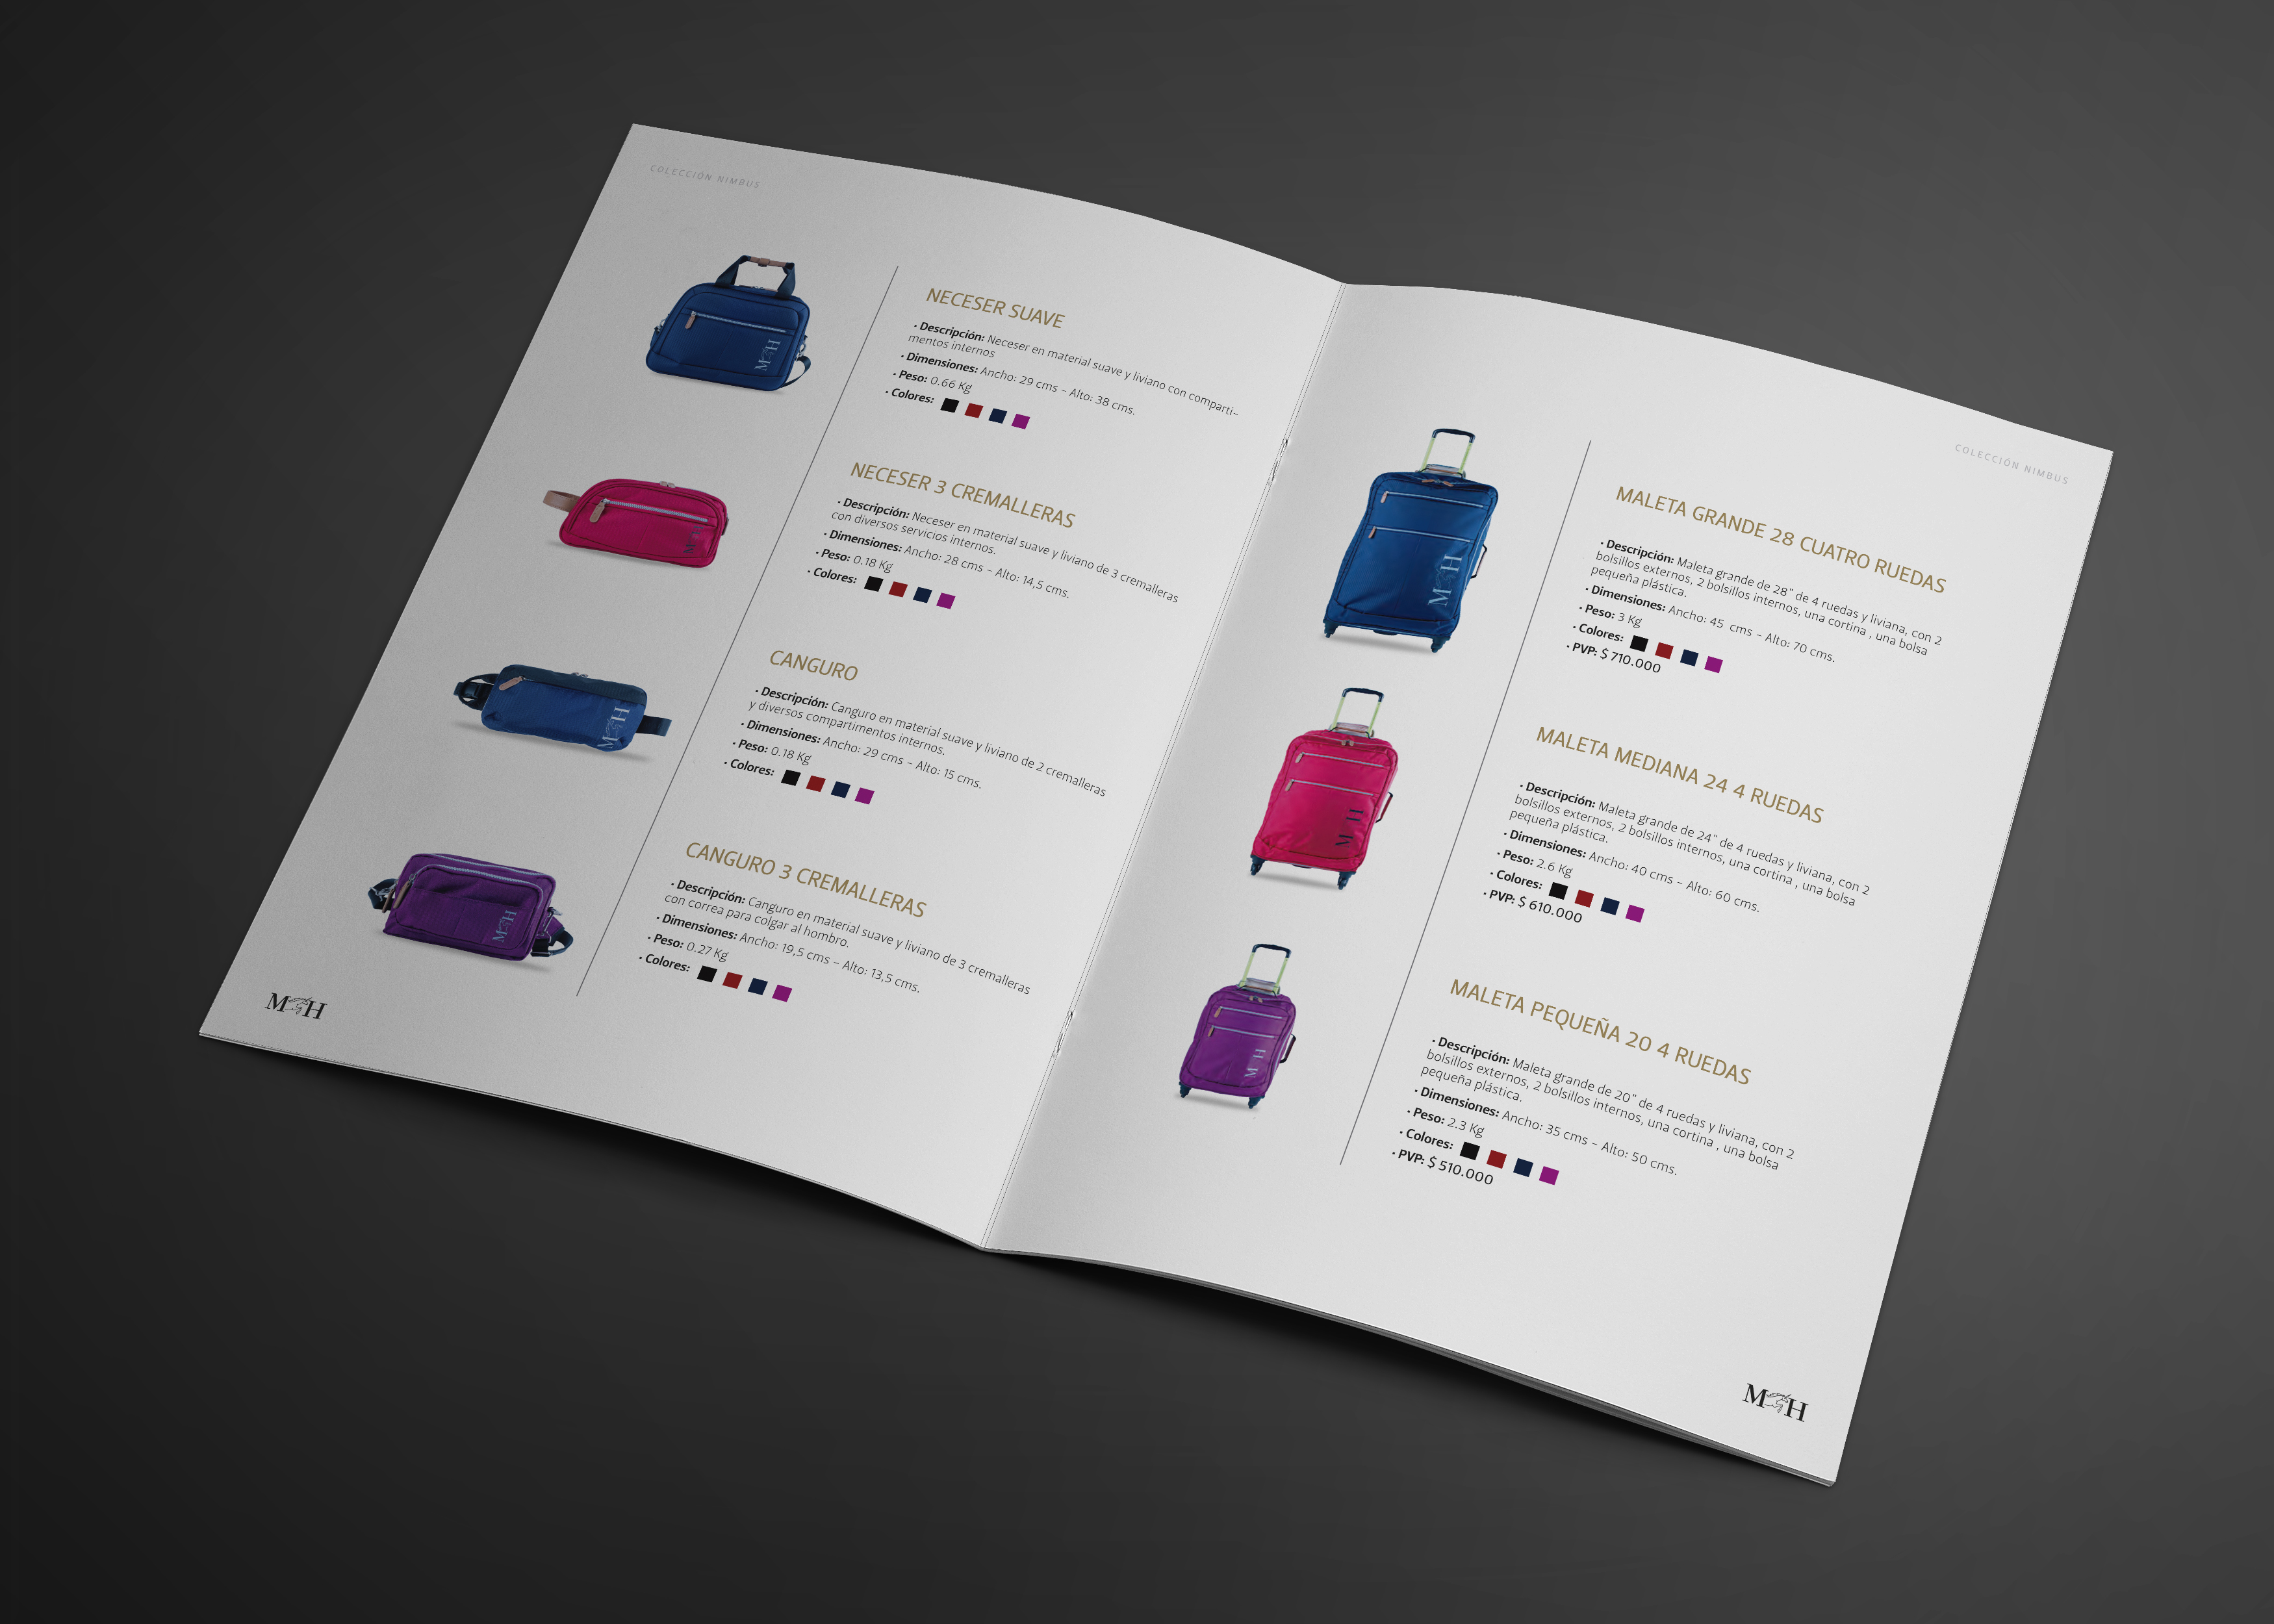 COLECCIÓN NIMBUS
NECESER SUAVE
• Descripción: Neceser en material suave y liviano con comparti-
mentos internos
• Dimensiones: Ancho: 29 cms - Alto: 38 cms.
• Peso: 0.66 Kg
• Colores:
NECESER 3 CREMALLERAS
• Descripción: Neceser en material suave y liviano de 3 cremalleras
con diversos servicios internos.
• Dimensiones: Ancho: 28 cms - Alto: 14,5 cms.
• Peso: 0.18 Kg
• Colores:
CANGURO
• Descripción: Canguro en material suave y liviano de 2 cremalleras
y diversos compartimentos internos.
• Dimensiones: Ancho: 29 cms - Alto: 15 cms.
• Peso: 0.18 Kg
• Colores:
CANGURO 3 CREMALLERAS
• Descripción: Canguro en material suave y liviano de 3 cremalleras
con correa para colgar al hombro.
• Dimensiones: Ancho: 19,5 cms - Alto: 13,5 cms.
• Peso: 0.27 Kg
• Colores:
M H
COLECCIÓN NIMBUS
MALETA GRANDE 28 CUATRO RUEDAS
• Descripción: Maleta grande de 28" de 4 ruedas y liviana, con 2
bolsillos externos, 2 bolsillos internos, una cortina , una bolsa
pequeña plástica.
• Dimensiones: Ancho: 45 cms - Alto: 70 cms.
• Peso: 3 Kg
• Colores:
• PVP: $ 710.000
MALETA MEDIANA 24 4 RUEDAS
• Descripción: Maleta grande de 24" de 4 ruedas y liviana, con 2
bolsillos externos, 2 bolsillos internos, una cortina , una bolsa
pequeña plástica.
• Dimensiones: Ancho: 40 cms - Alto: 60 cms.
• Peso: 2.6 Kg
• Colores:
• PVP: $ 610.000
MALETA PEQUEÑA 20 4 RUEDAS
• Descripción: Maleta grande de 20" de 4 ruedas y liviana, con 2
bolsillos externos, 2 bolsillos internos, una cortina , una bolsa
pequeña plástica.
• Dimensiones: Ancho: 35 cms - Alto: 50 cms.
• Peso: 2.3 Kg
• Colores:
• PVP: $ 510.000
M H